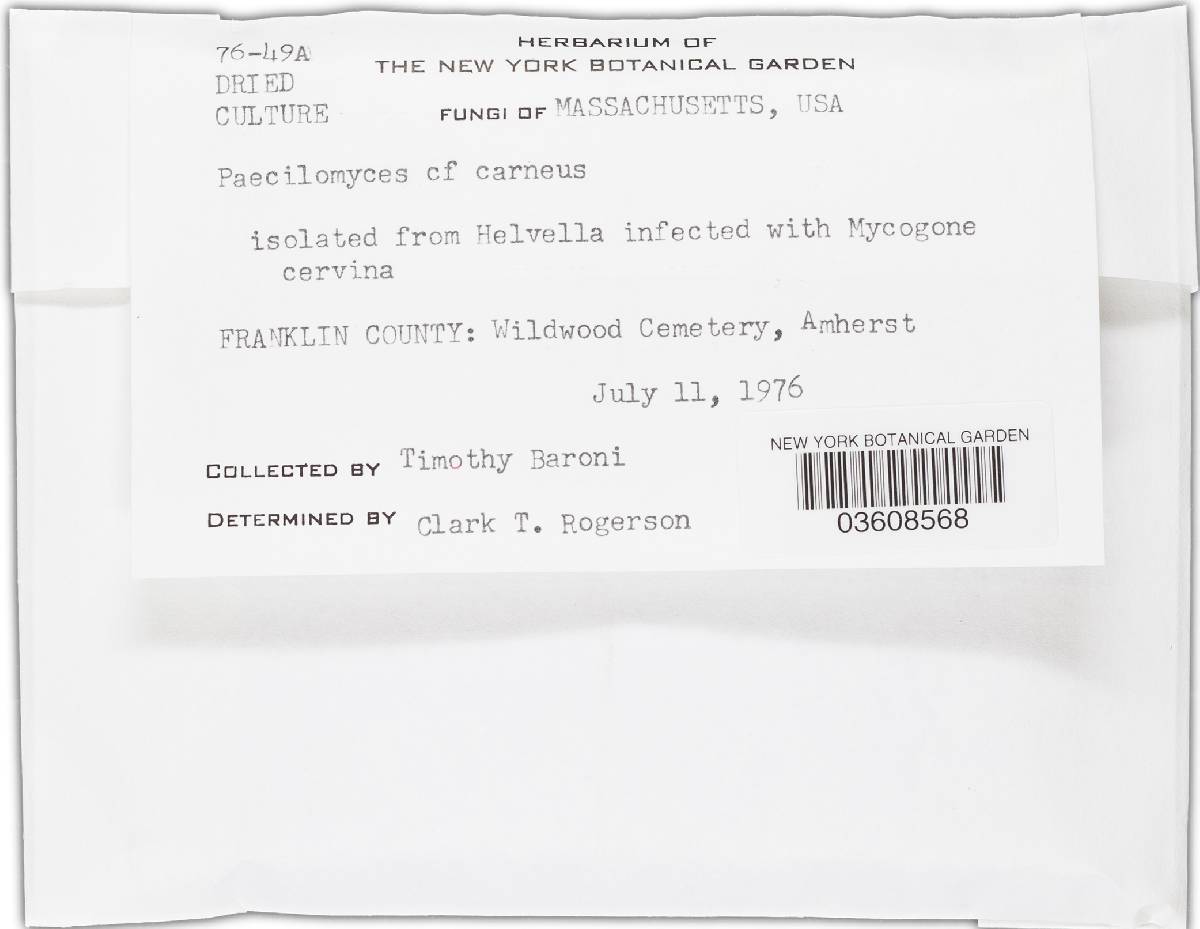 76-49A
DRIED
CULTURE
HERBARIUM OF
THE NEW YORK BOTANICAL GARDEN
FUNGI OF MASSACHUSETTS, USA
Paecilomyces cf carneus
isolated from Helvella infected with Mycogone
cervina
FRANKLIN COUNTY: Wildwood Cemetery, Amherst
July 11, 1976
COLLECTED BY Timothy Baroni
DETERMINED BY Clark T. Rogerson
NEW YORK BOTANICAL GARDEN
03608568